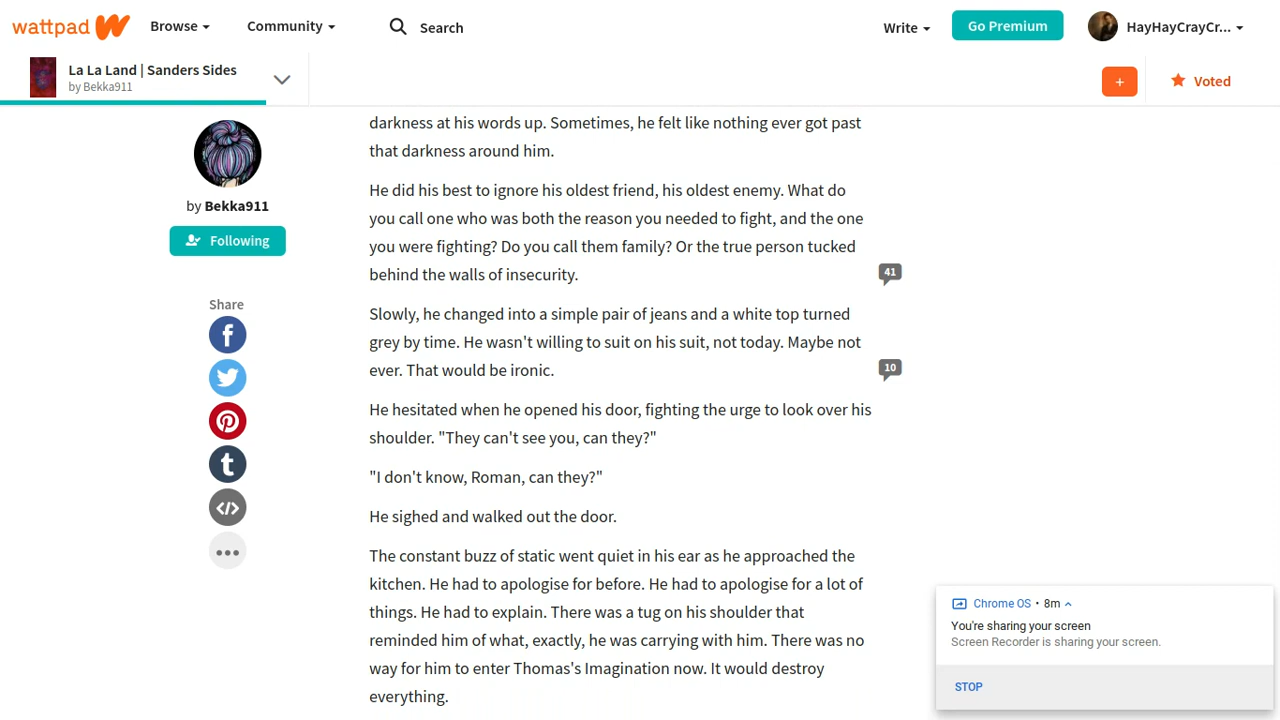 wattpad
Browse
Community
Search
Write
Go Premium
HayHayCrayCr...
La La Land | Sanders Sides
by Bekka911
+
Voted
by Bekka911
Following
Share
darkness at his words up. Sometimes, he felt like nothing ever got past
that darkness around him.
He did his best to ignore his oldest friend, his oldest enemy. What do
you call one who was both the reason you needed to fight, and the one
you were fighting? Do you call them family? Or the true person tucked
behind the walls of insecurity.
41
Slowly, he changed into a simple pair of jeans and a white top turned
grey by time. He wasn't willing to suit on his suit, not today. Maybe not
ever. That would be ironic.
10
He hesitated when he opened his door, fighting the urge to look over his
shoulder. "They can't see you, can they?"
"I don't know, Roman, can they?"
He sighed and walked out the door.
The constant buzz of static went quiet in his ear as he approached the
kitchen. He had to apologise for before. He had to apologise for a lot of
things. He had to explain. There was a tug on his shoulder that
reminded him of what, exactly, he was carrying with him. There was no
way for him to enter Thomas's Imagination now. It would destroy
everything.
Chrome OS • 8m
You're sharing your screen
Screen Recorder is sharing your screen.
STOP